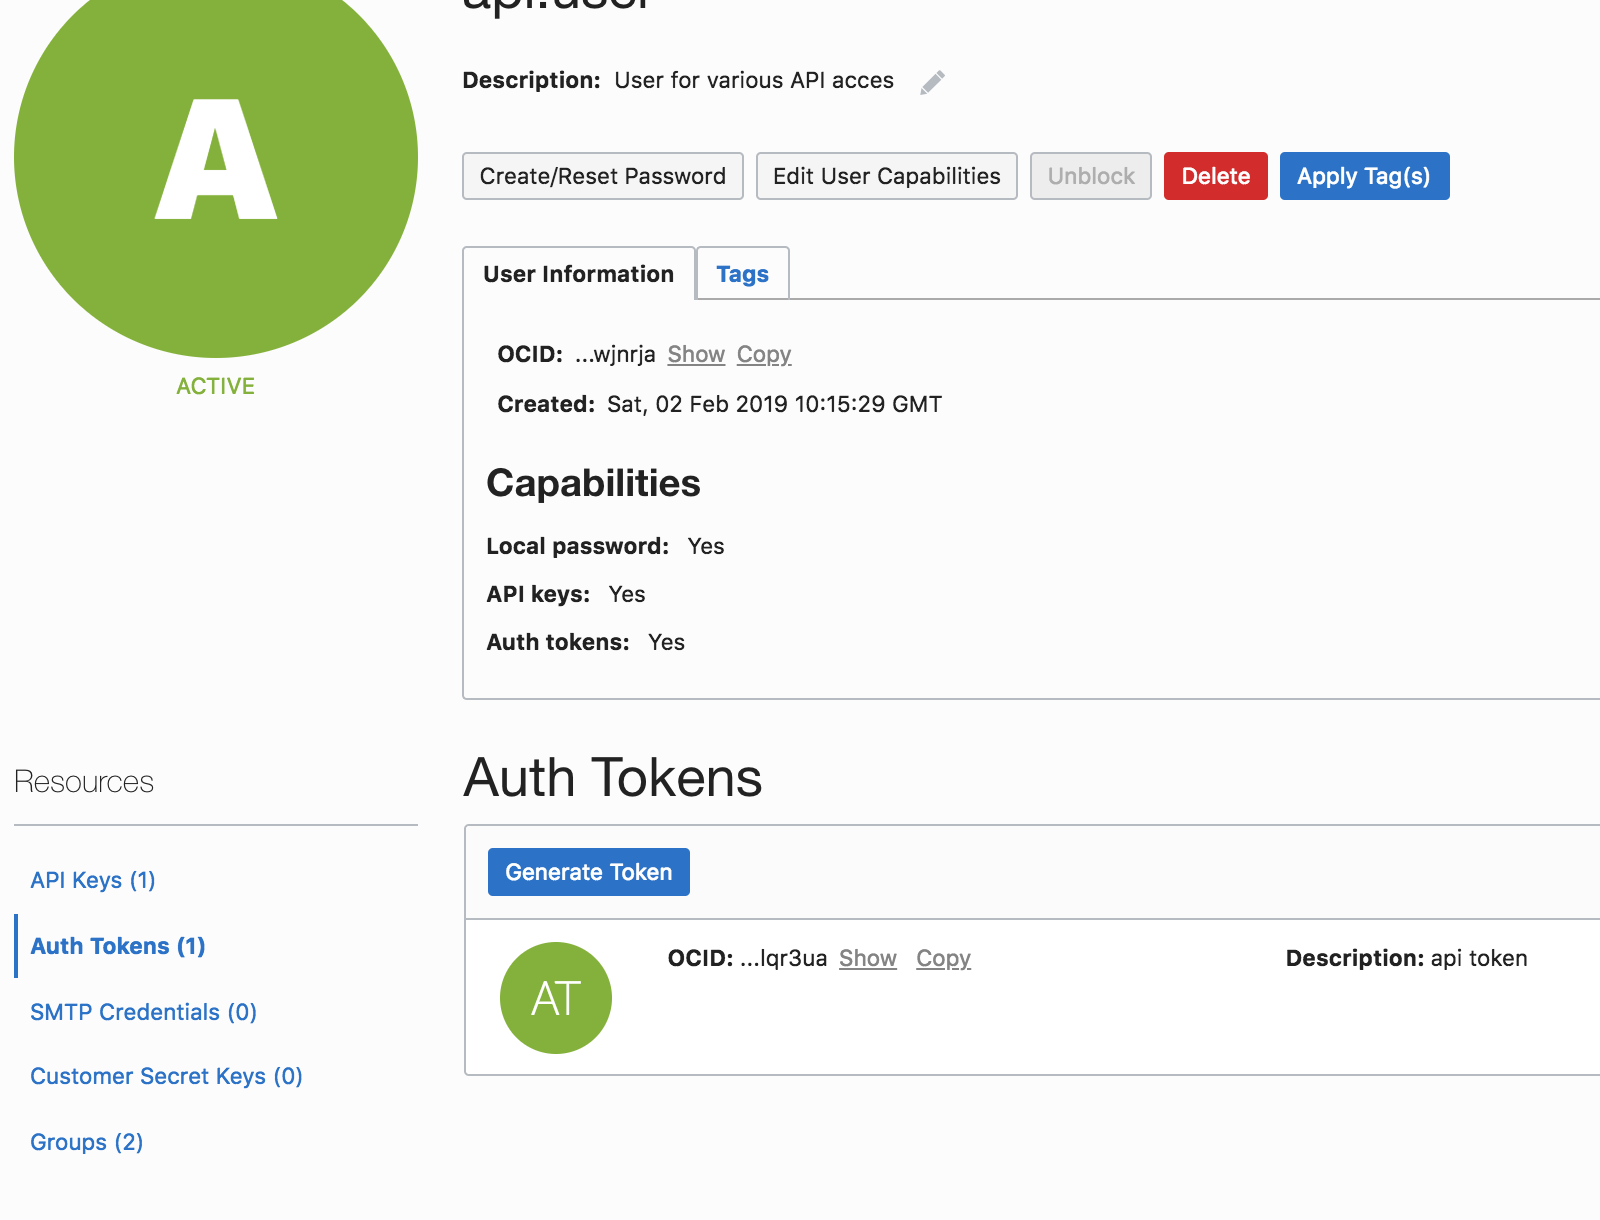 api.user
A
Description: User for various API acces
Create/Reset Password Edit User Capabilities Unblock Delete Apply Tag(s)
ACTIVE
User Information Tags
OCID: ...wjnrja Show Copy
Created: Sat, 02 Feb 2019 10:15:29 GMT
Capabilities
Local password: Yes
API keys: Yes
Auth tokens: Yes
Resources
API Keys (1)
Auth Tokens (1)
SMTP Credentials (0)
Customer Secret Keys (0)
Groups (2)
Auth Tokens
Generate Token
AT
OCID: ...lqr3ua Show Copy Description: api token